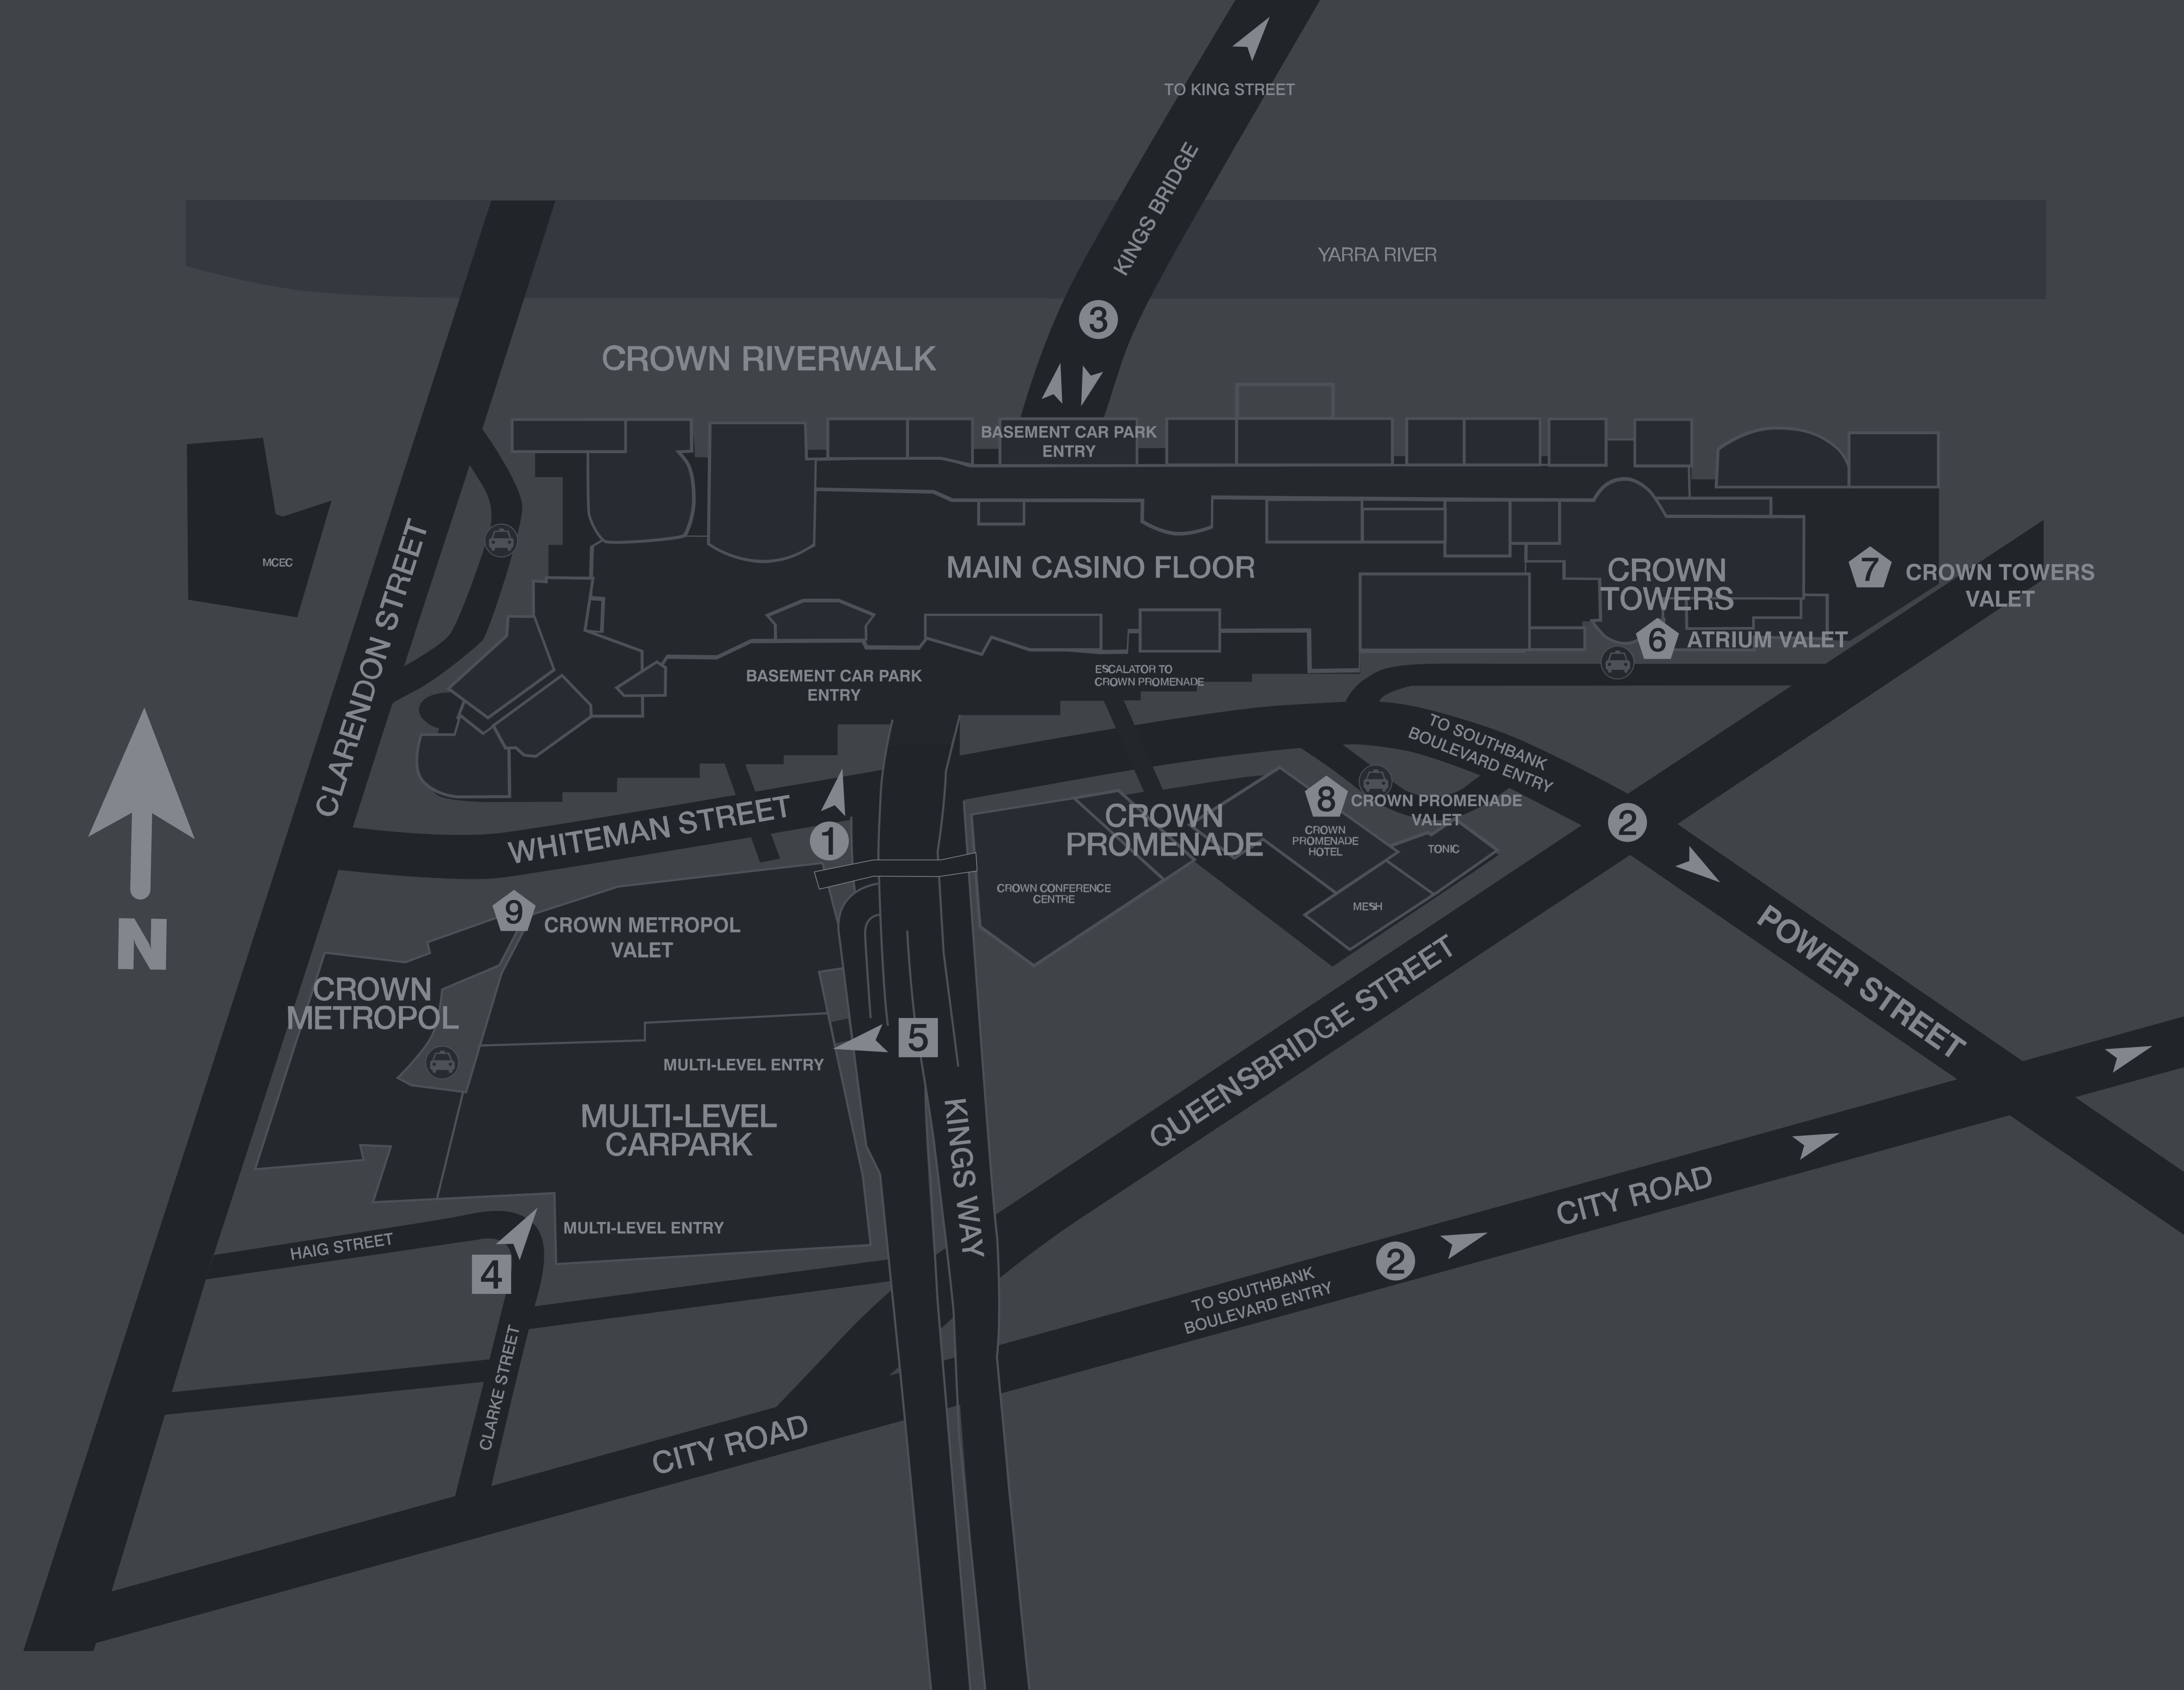 TO KING STREET
KINGS BRIDGE
YARRA RIVER
3
CROWN RIVERWALK
BASEMENT CAR PARK
ENTRY
MCEC
CLARENDON STREET
MAIN CASINO FLOOR
CROWN
TOWERS
7
CROWN TOWERS
VALET
6
ATRIUM VALET
BASEMENT CAR PARK
ENTRY
ESCALATOR TO
CROWN PROMENADE
TO SOUTHBANK
BOULEVARD ENTRY
WHITEMAN STREET
1
CROWN
PROMENADE
8
CROWN PROMENADE
VALET
CROWN
PROMENADE
HOTEL
TONIC
MESH
CROWN CONFERENCE
CENTRE
2
N
9
CROWN METROPOL
VALET
CROWN
METROPOL
POWER STREET
QUEENSBRIDGE STREET
5
MULTI-LEVEL ENTRY
MULTI-LEVEL
CARPARK
KINGS WAY
MULTI-LEVEL ENTRY
HAIG STREET
4
CLARKE STREET
CITY ROAD
2
TO SOUTHBANK
BOULEVARD ENTRY
CITY ROAD